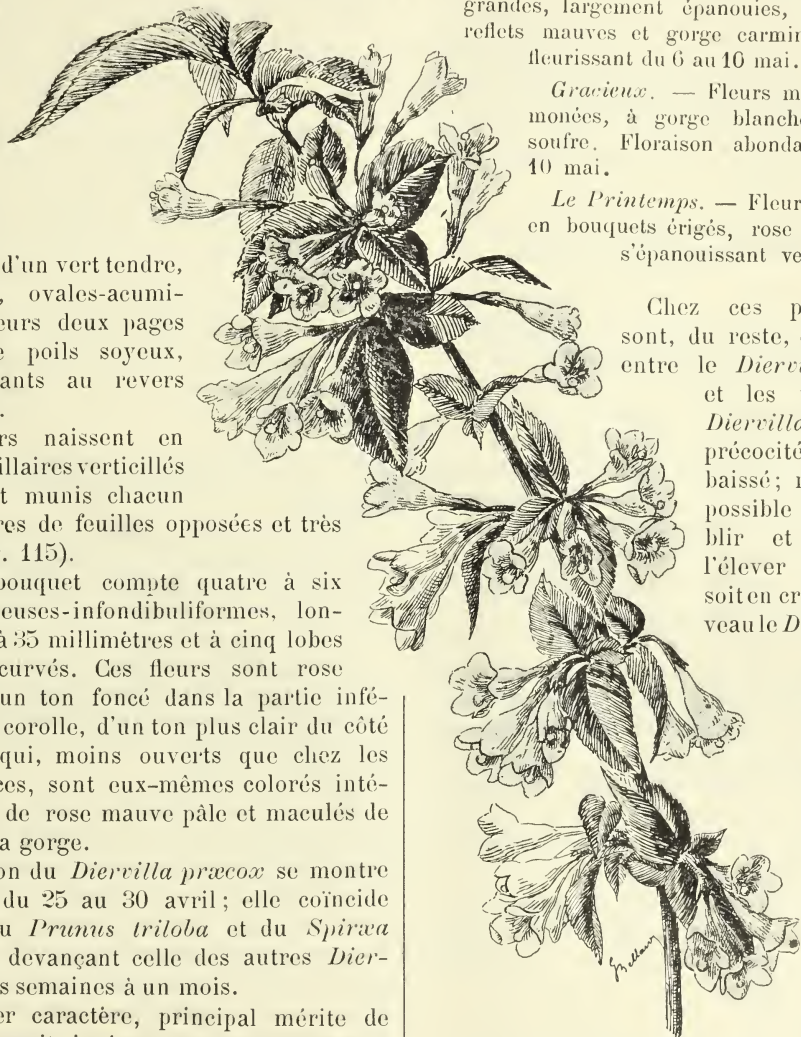 d'un vert tendre,
, ovales-acumi-
eurs deux pages
e poils soyeux,
ants au revers
.
rs naissent en
illaires verticillés
t munis chacun
res de feuilles opposées et très
. 115).
bouquet compte quatre à six
euses-infondibuliformes, lon-
à 35 millimètres et à cinq lobes
curvés. Ces fleurs sont rose
un ton foncé dans la partie infé-
corolle, d'un ton plus clair du côté
qui, moins ouverts que chez les
ces, sont eux-mêmes colorés inté-
de rose mauve pâle et maculés de
a gorge.
on du Diervilla præcox se montre
du 25 au 30 avril ; elle coïncide
u Prunus triloba et du Spiræa
devançant celle des autres Dier-
s semaines à un mois.
er caractère, principal mérite de
grandes, largement épanouies,
reflets mauves et gorge carmin
fleurissant du 6 au 10 mai.
Gracieux. — Fleurs m
monées, à gorge blanch
soufre. Floraison abonda
10 mai.
Le Printemps. — Fleur
en bouquets érigés, rose
s'épanouissant ve
Chez ces p
sont, du reste,
entre le Diervi
et les
Diervilla
précocité
baissé ; 
possible
blir et
l'élever
soit en cr
veau le D